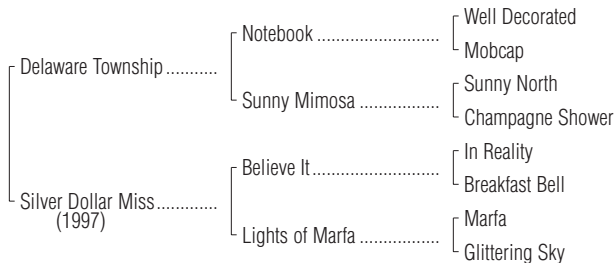 Well Decorated
Notebook ......................
Mobcap
Delaware Township ..........
Sunny North
Sunny Mimosa ................
Champagne Shower
In Reality
Believe It ........................
Breakfast Bell
Silver Dollar Miss ............
(1997)
Marfa
Lights of Marfa ................
Glittering Sky